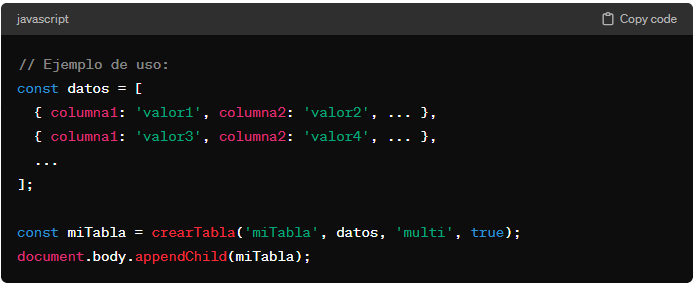 javascript
Copy code
// Ejemplo de uso:
const datos = [
  { columna1: 'valor1', columna2: 'valor2', ... },
  { columna1: 'valor3', columna2: 'valor4', ... },
  ...
];

const miTabla = crearTabla('miTabla', datos, 'multi', true);
document.body.appendChild(miTabla);